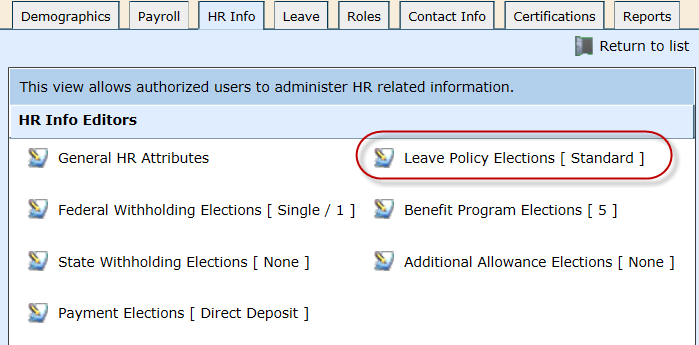 Demographics Payroll HR Info Leave Roles Contact Info Certifications Reports
Return to list
This view allows authorized users to administer HR related information.
HR Info Editors
General HR Attributes Leave Policy Elections [ Standard ]
Federal Withholding Elections [ Single / 1 ] Benefit Program Elections [ 5 ]
State Withholding Elections [ None ] Additional Allowance Elections [ None ]
Payment Elections [ Direct Deposit ]